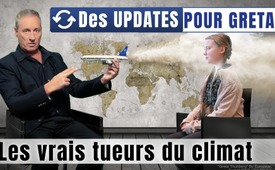 Des UPDATES POUR GRETA
Les vrais tueurs du climat